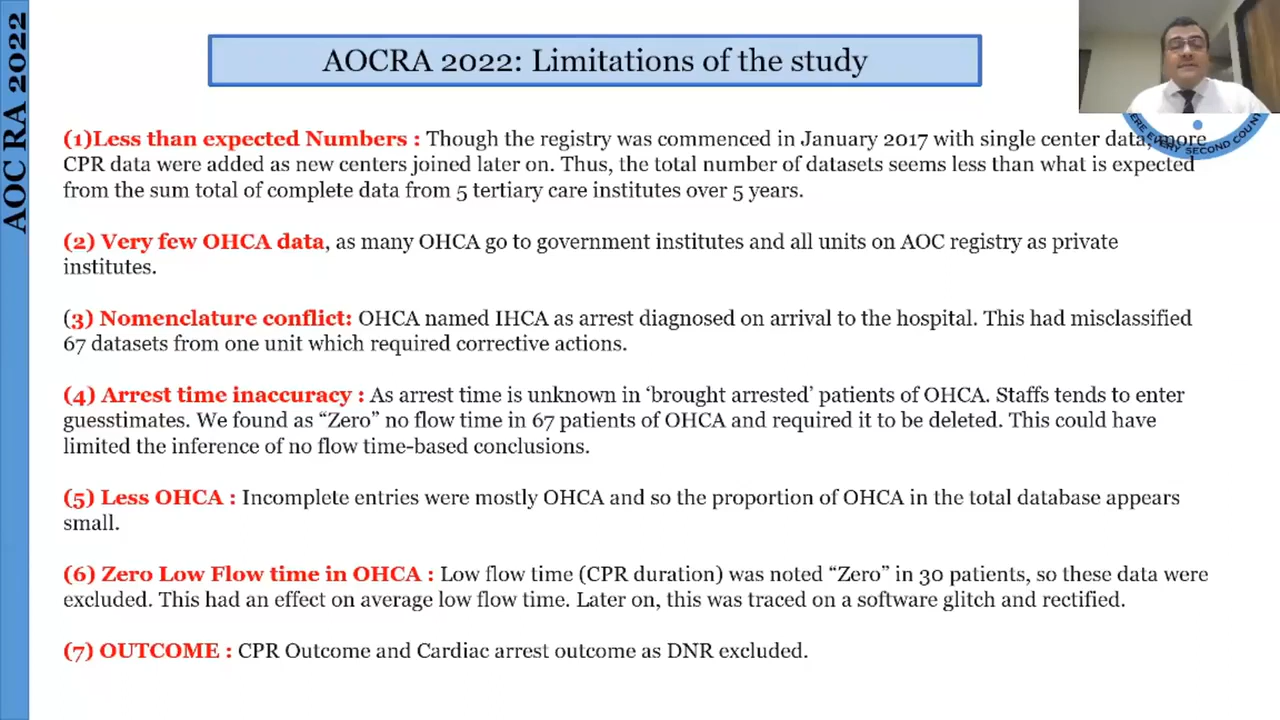 AOCRA 2022
AOCRA 2022: Limitations of the study
(1)Less than expected Numbers : Though the registry was commenced in January 2017 with single center data, more
CPR data were added as new centers joined later on. Thus, the total number of datasets seems less than what is expected
from the sum total of complete data from 5 tertiary care institutes over 5 years.
(2) Very few OHCA data, as many OHCA go to government institutes and all units on AOC registry as private
institutes.
(3) Nomenclature conflict: OHCA named IHCA as arrest diagnosed on arrival to the hospital. This had misclassified
67 datasets from one unit which required corrective actions.
(4) Arrest time inaccuracy : As arrest time is unknown in ‘brought arrested’ patients of OHCA. Staffs tends to enter
guesstimates. We found as “Zero” no flow time in 67 patients of OHCA and required it to be deleted. This could have
limited the inference of no flow time-based conclusions.
(5) Less OHCA : Incomplete entries were mostly OHCA and so the proportion of OHCA in the total database appears
small.
(6) Zero Low Flow time in OHCA : Low flow time (CPR duration) was noted “Zero” in 30 patients, so these data were
excluded. This had an effect on average low flow time. Later on, this was traced on a software glitch and rectified.
(7) OUTCOME : CPR Outcome and Cardiac arrest outcome as DNR excluded.
EVERY SECOND